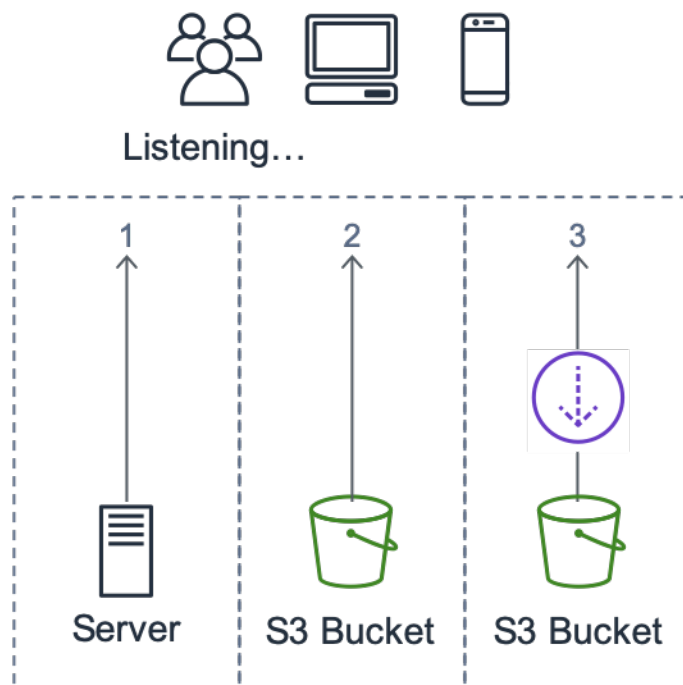 Listening…
1
2
3
Server
S3 Bucket
S3 Bucket